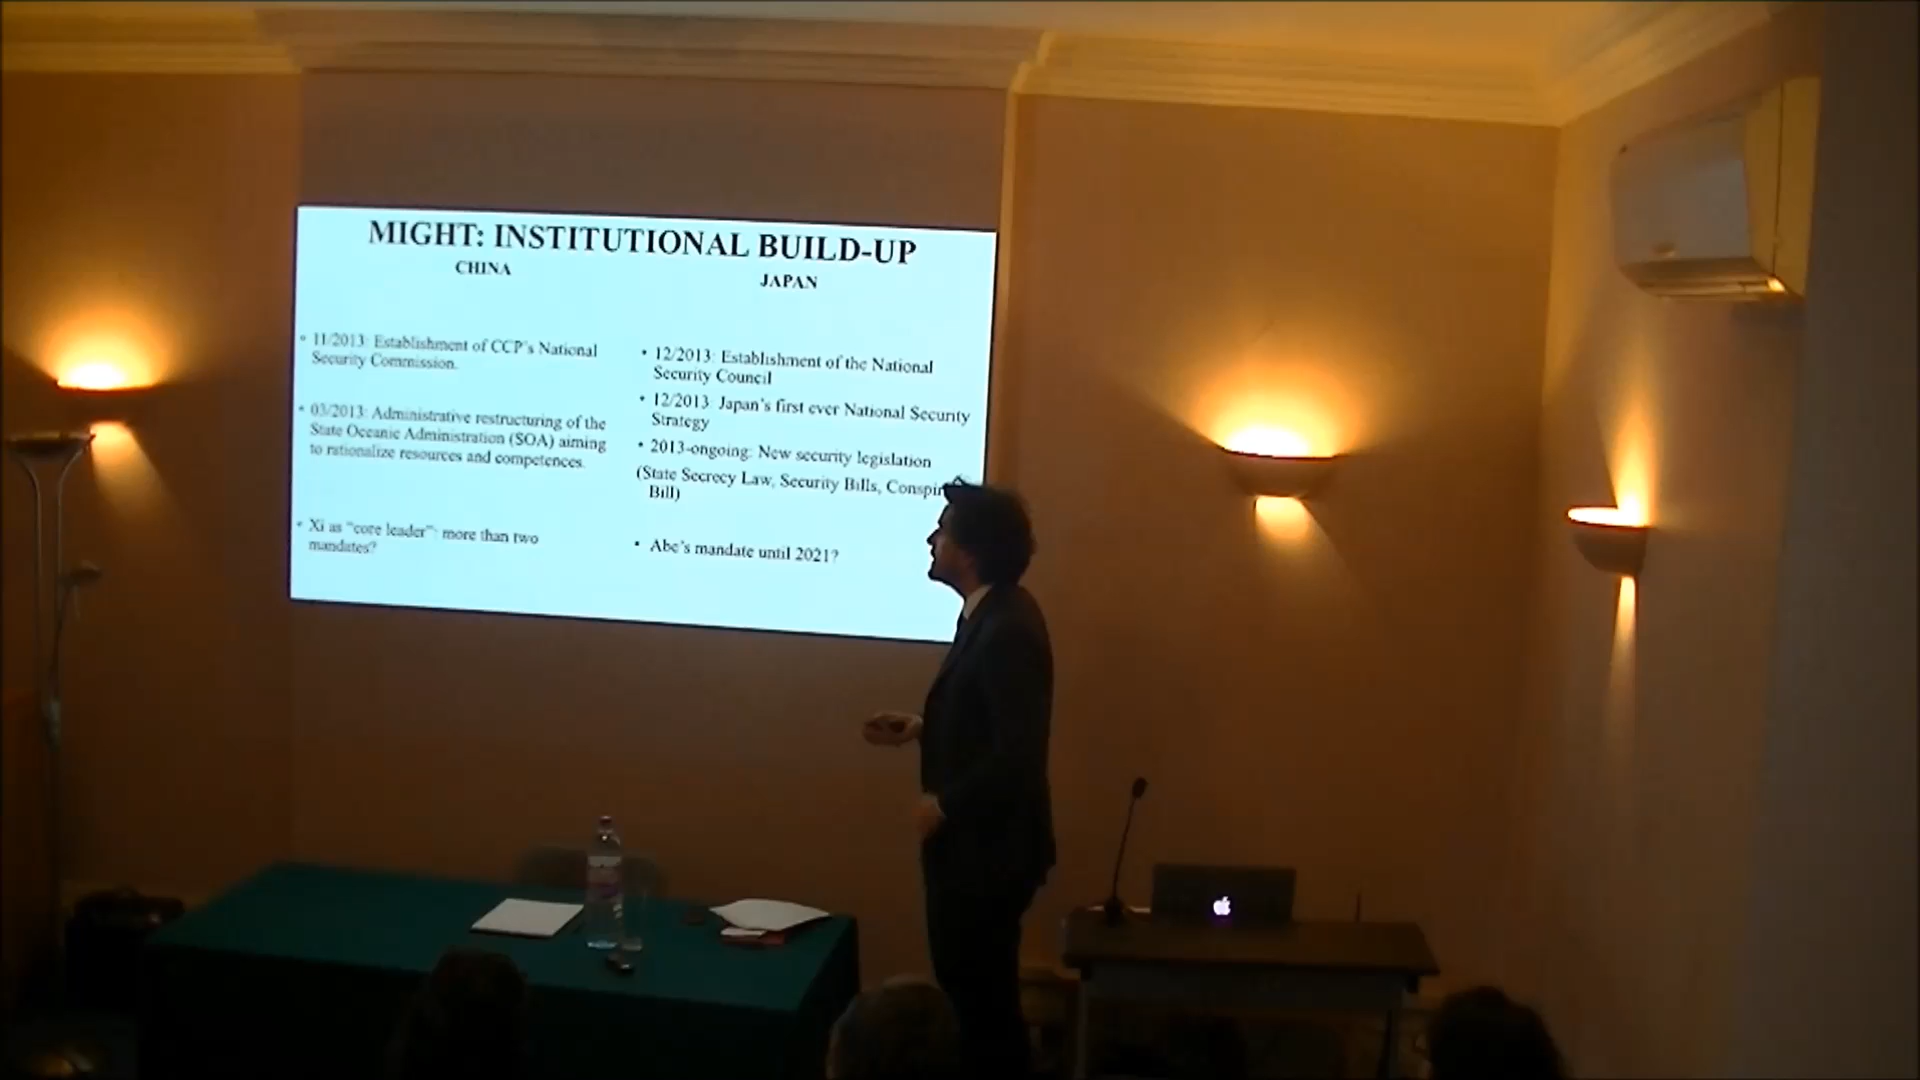 MIGHT: INSTITUTIONAL BUILD-UP
CHINA
• 11/2013: Establishment of CCP's National
Security Commission.
• 03/2013: Administrative restructuring of the
State Oceanic Administration (SOA) aiming
to rationalize resources and competences.
• Xi as "core leader": more than two
mandates?
JAPAN
• 12/2013: Establishment of the National
Security Council
• 12/2013: Japan's first ever National Security
Strategy
• 2013-ongoing: New security legislation
(State Secrecy Law, Security Bills,
Bill)
• Abe's mandate until 2021?